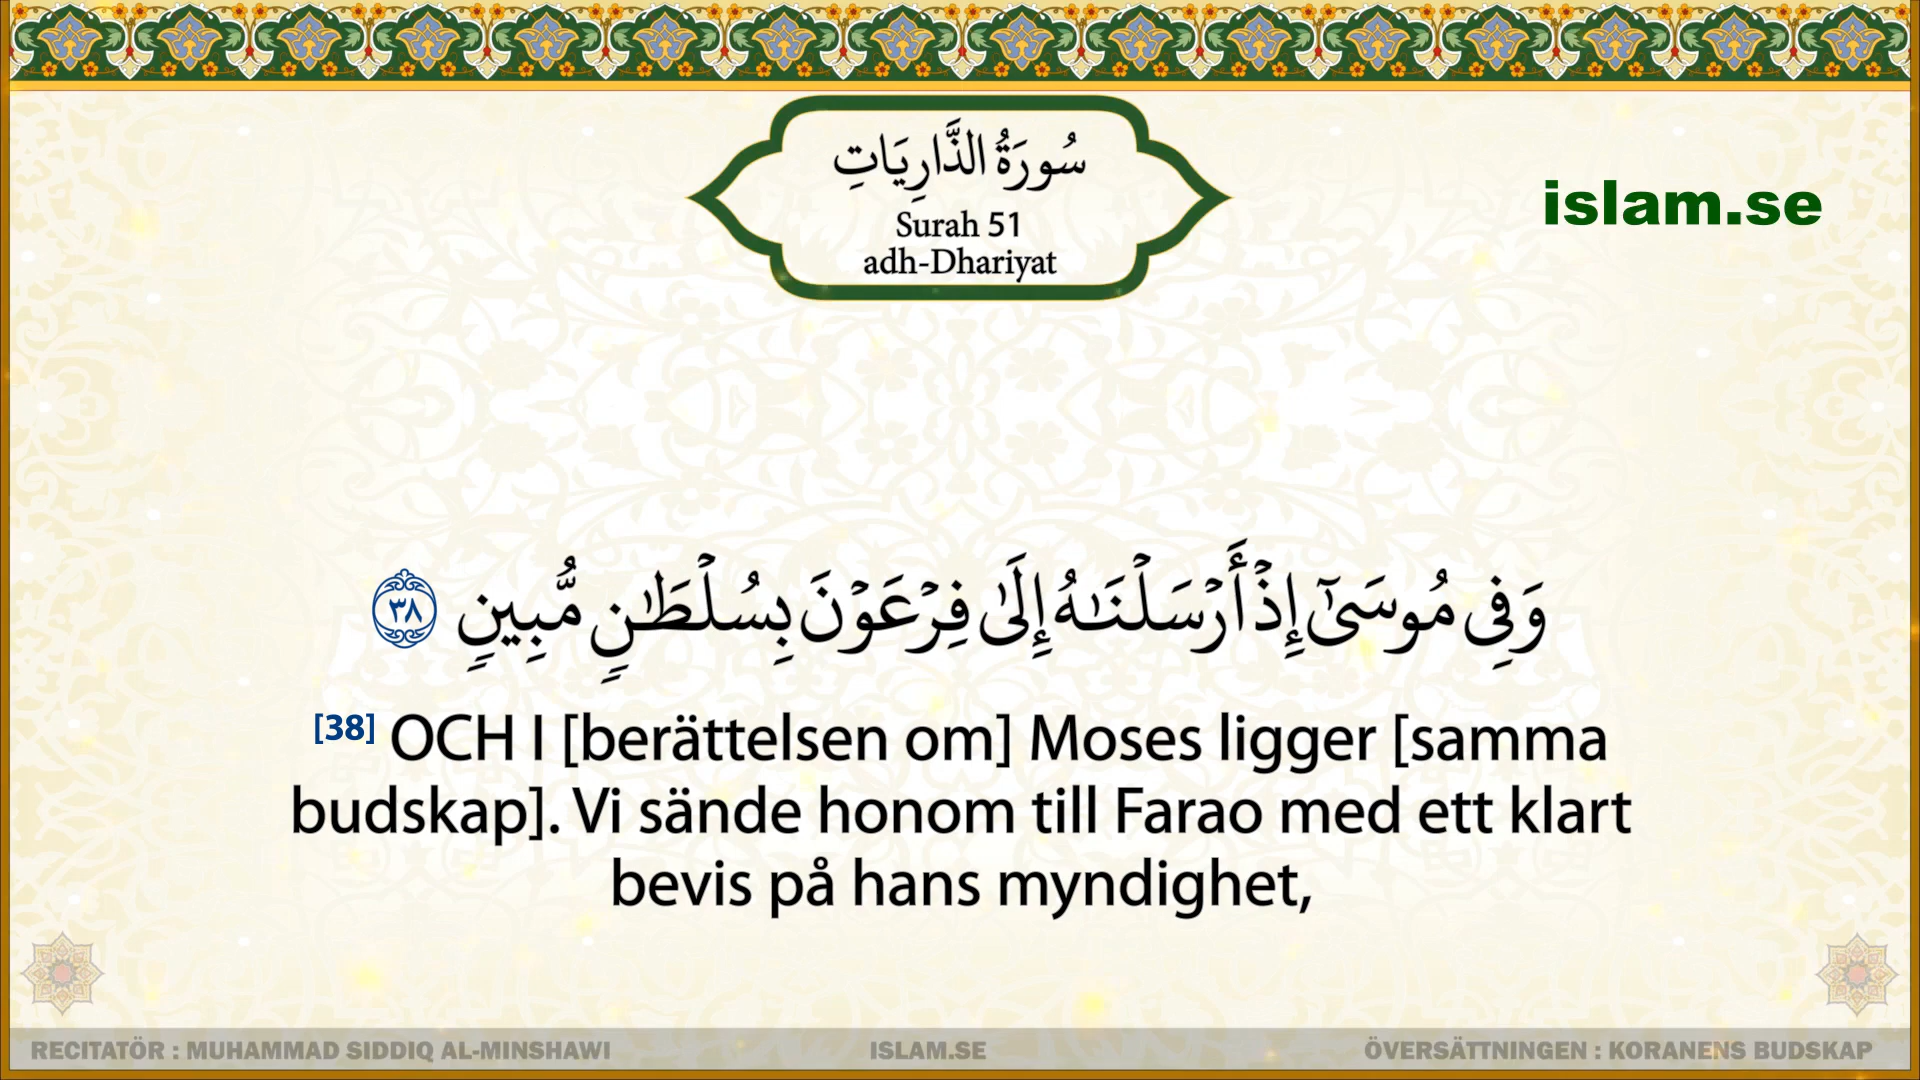 سُورَةُ الذَّارِيَاتِ
Surah 51
adh-Dhariyat
islam.se
وَفِي مُوسَىٰٓ إِذۡ أَرۡسَلۡنَٰهُ إِلَىٰ فِرۡعَوۡنَ بِسُلۡطَٰنٖ مُّبِينٖ ٣٨
[38] OCH I [berättelsen om] Moses ligger [samma
budskap]. Vi sände honom till Farao med ett klart
bevis på hans myndighet,
RECITATÖR : MUHAMMAD SIDDIQ AL-MINSHAWI
ISLAM.SE
ÖVERSÄTTNINGEN : KORANENS BUDSKAP